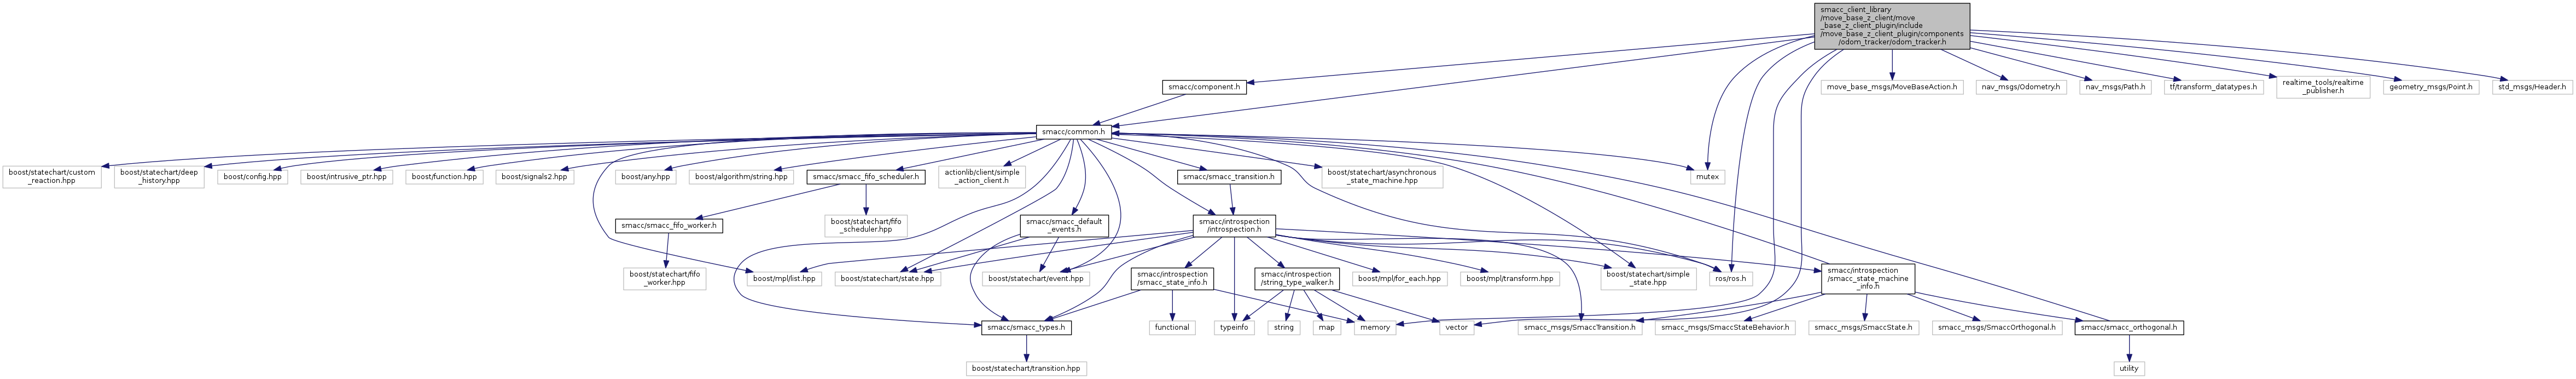 smacc_client_library
/move_base_z_client/move
_base_z_client_plugin/include
/move_base_z_client_plugin/components
/odom_tracker/odom_tracker.h
smacc/component.h
move_base_msgs/MoveBaseAction.h
nav_msgs/Odometry.h
nav_msgs/Path.h
tf/transform_datatypes.h
realtime_tools/realtime
_publisher.h
geometry_msgs/Point.h
std_msgs/Header.h
smacc/common.h
boost/statechart/custom
_reaction.hpp
boost/statechart/deep
_history.hpp
boost/config.hpp
boost/intrusive_ptr.hpp
boost/function.hpp
boost/signals2.hpp
boost/any.hpp
boost/algorithm/string.hpp
smacc/smacc_fifo_scheduler.h
actionlib/client/simple
_action_client.h
smacc/smacc_transition.h
boost/statechart/asynchronous
_state_machine.hpp
mutex
smacc/smacc_fifo_worker.h
boost/statechart/fifo
_scheduler.hpp
smacc/smacc_default
_events.h
smacc/introspection
/introspection.h
boost/statechart/fifo
_worker.hpp
boost/mpl/list.hpp
boost/statechart/state.hpp
boost/statechart/event.hpp
smacc/introspection
/smacc_state_info.h
smacc/introspection
/string_type_walker.h
boost/mpl/for_each.hpp
boost/mpl/transform.hpp
boost/statechart/simple
_state.hpp
ros/ros.h
smacc/introspection
/smacc_state_machine
_info.h
smacc/smacc_types.h
functional
typeinfo
string
map
memory
vector
smacc_msgs/SmaccTransition.h
smacc_msgs/SmaccStateBehavior.h
smacc_msgs/SmaccState.h
smacc_msgs/SmaccOrthogonal.h
smacc/smacc_orthogonal.h
boost/statechart/transition.hpp
utility